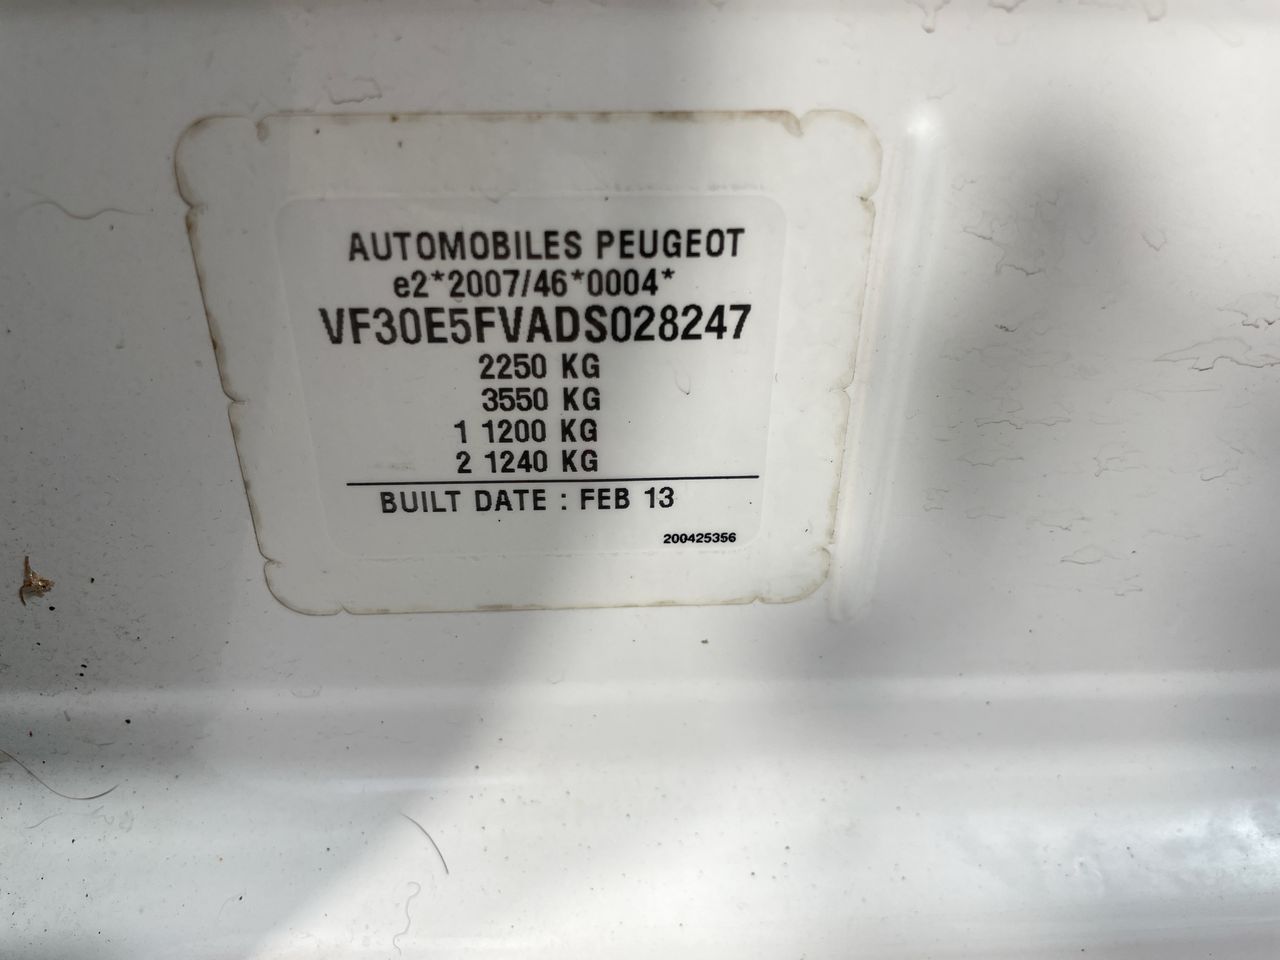 AUTOMOBILES PEUGEOT
e2*2007/46*0004*
VF30E5FVADS028247
2250 KG
3550 KG
1 1200 KG
2 1240 KG
BUILT DATE : FEB 13
200425356